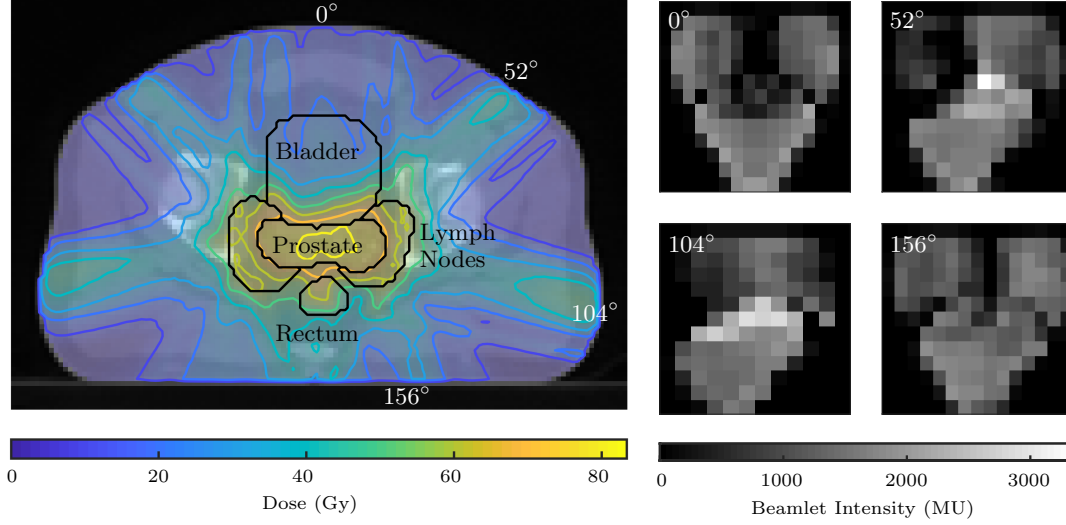 0°
52°
Bladder
Prostate
Lymph
Nodes
104°
Rectum
156°
0 20 40 60 80
Dose (Gy)
0°
52°
104°
156°
0 1000 2000 3000
Beamlet Intensity (MU)